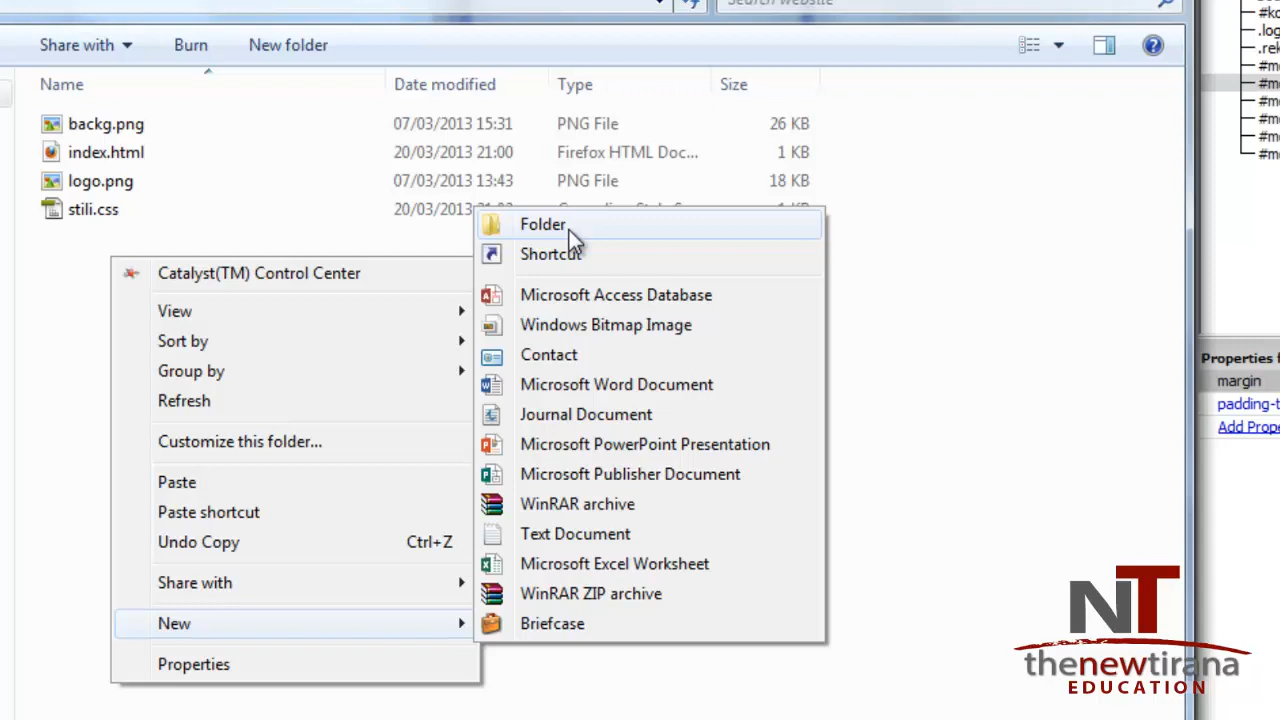 Search website
Share with Burn New folder
Name Date modified Type Size
backg.png 07/03/2013 15:31 PNG File 26 KB
index.html 20/03/2013 21:00 Firefox HTML Doc... 1 KB
logo.png 07/03/2013 13:43 PNG File 18 KB
stili.css 20/03/2013
Folder
Shortcut
Microsoft Access Database
Windows Bitmap Image
Contact
Microsoft Word Document
Journal Document
Microsoft PowerPoint Presentation
Microsoft Publisher Document
WinRAR archive
Text Document
Microsoft Excel Worksheet
WinRAR ZIP archive
Briefcase
Catalyst(TM) Control Center
View
Sort by
Group by
Refresh
Customize this folder...
Paste
Paste shortcut
Undo Copy Ctrl+Z
Share with
New
Properties
Properties f
margin
padding-t
Add Prope
NT
thenewtirana
EDUCATION